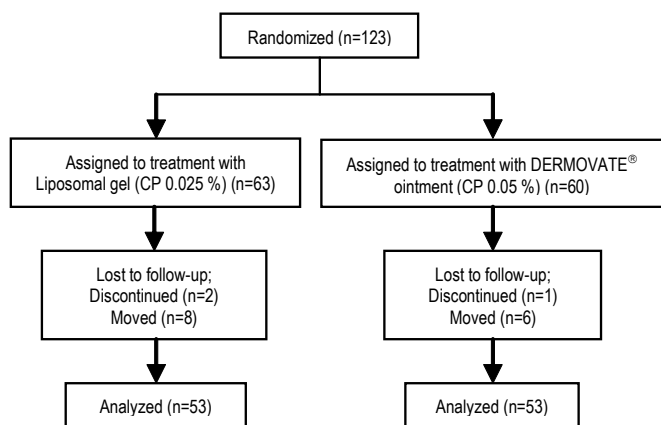 Randomized (n=123)
Assigned to treatment with
Liposomal gel (CP 0.025 %) (n=63)
Assigned to treatment with DERMOVATE®
ointment (CP 0.05 %) (n=60)
Lost to follow-up;
Discontinued (n=2)
Moved (n=8)
Lost to follow-up;
Discontinued (n=1)
Moved (n=6)
Analyzed (n=53)
Analyzed (n=53)